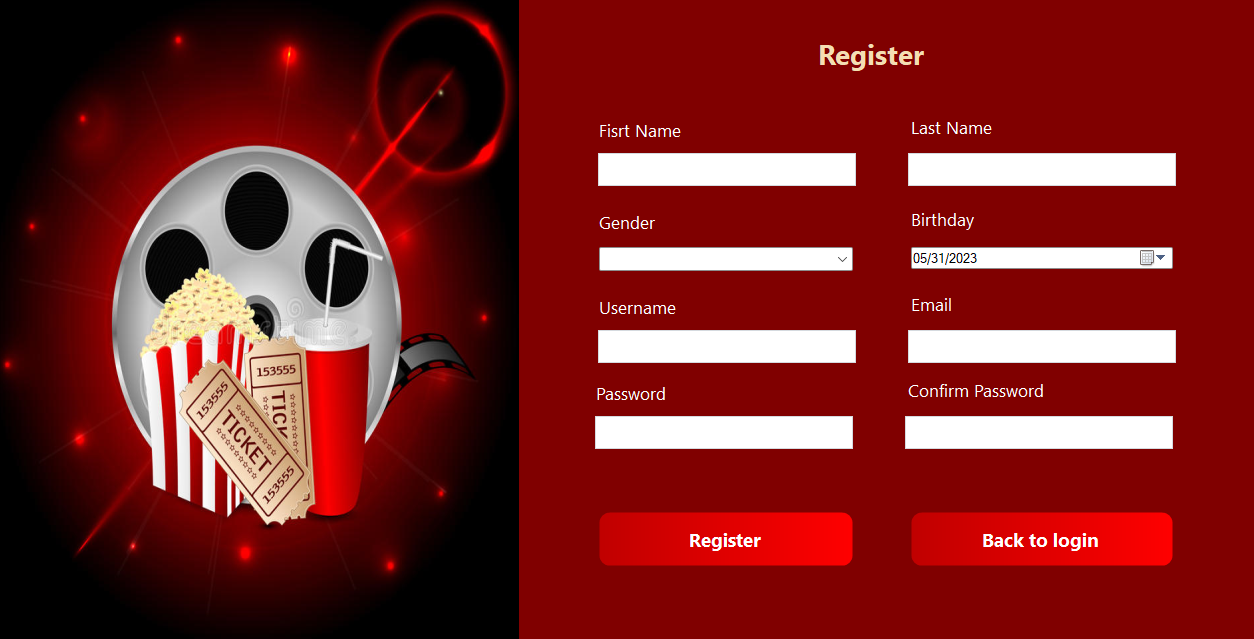 Register
Fisrt Name
Last Name
Gender
Birthday
05/31/2023
Username
Email
Password
Confirm Password
Register
Back to login
153555
TICK
153555
TICKET
153555